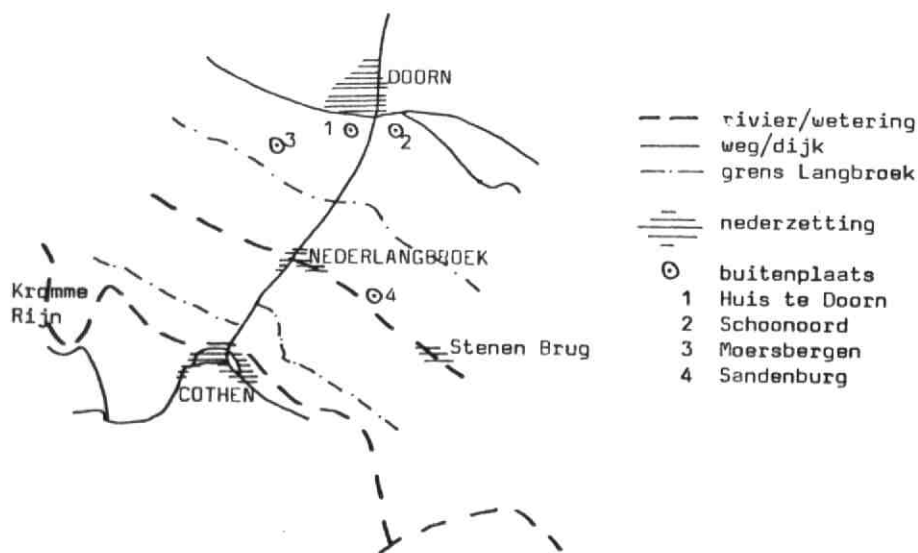 DOORN
1
2
3
NEDERLANGBROEK
4
Kromme
Rijn
Stenen Brug
COTHEN
rivier/wetering
weg/dijk
grens Langbroek
nederzetting
buitenplaats
1 Huis te Doorn
2 Schoonoord
3 Moersbergen
4 Sandenburg